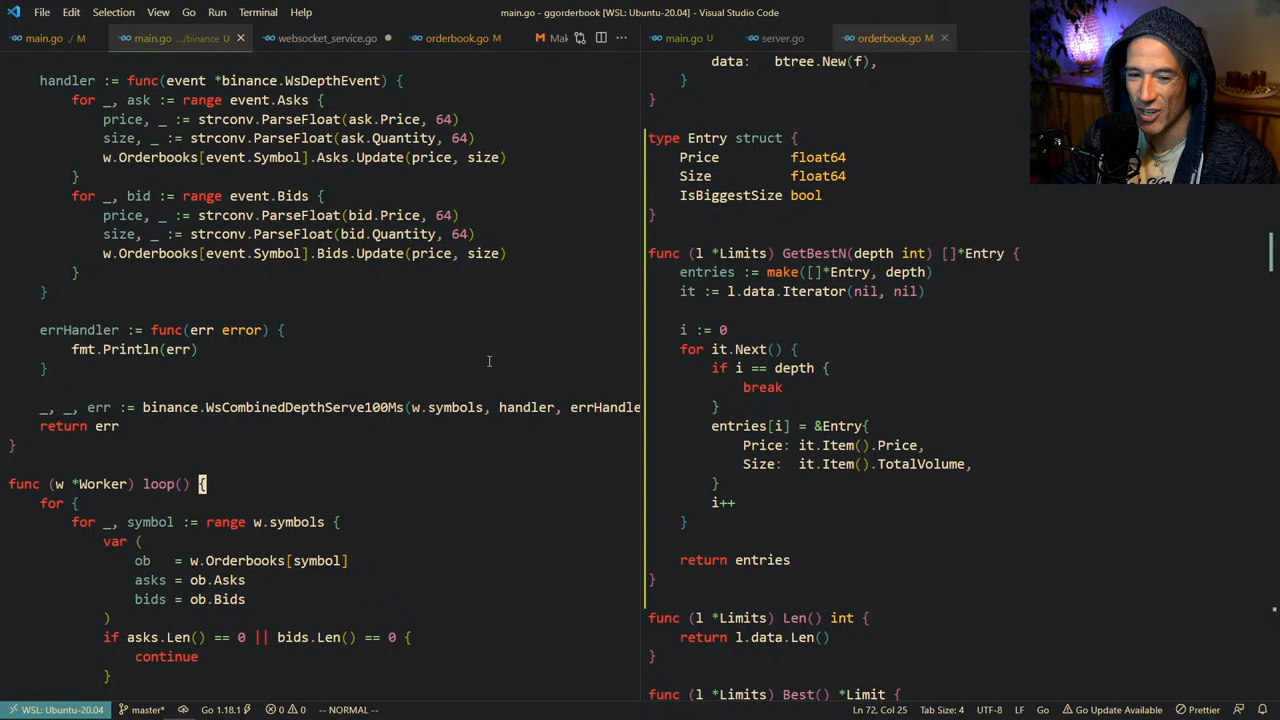 File Edit Selection View Go Run Terminal Help
main.go - ggorderbook [WSL: Ubuntu-20.04] - Visual Studio Code
main.go ./ M
main.go .../binance U
websocket_service.go
orderbook.go M
Mak
main.go U
server.go
orderbook.go M
handler := func(event *binance.WsDepthEvent) {
for _, ask := range event.Asks {
price, _ := strconv.ParseFloat(ask.Price, 64)
size, _ := strconv.ParseFloat(ask.Quantity, 64)
w.Orderbooks[event.Symbol].Asks.Update(price, size)
}
for _, bid := range event.Bids {
price, _ := strconv.ParseFloat(bid.Price, 64)
size, _ := strconv.ParseFloat(bid.Quantity, 64)
w.Orderbooks[event.Symbol].Bids.Update(price, size)
}
}
errHandler := func(err error) {
fmt.Println(err)
}
_, _, err := binance.WsCombinedDepthServe100Ms(w.symbols, handler, errHandle
return err
}
func (w *Worker) loop() {
for {
for _, symbol := range w.symbols {
var (
ob = w.Orderbooks[symbol]
asks = ob.Asks
bids = ob.Bids
)
if asks.Len() == 0 || bids.Len() == 0 {
continue
}
data: btree.New(f),
}
}
type Entry struct {
Price float64
Size float64
IsBiggestSize bool
}
func (l *Limits) GetBestN(depth int) []*Entry {
entries := make([]*Entry, depth)
it := l.data.Iterator(nil, nil)
i := 0
for it.Next() {
if i == depth {
break
}
entries[i] = &Entry{
Price: it.Item().Price,
Size: it.Item().TotalVolume,
}
i++
}
return entries
}
func (l *Limits) Len() int {
return l.data.Len()
}
func (l *Limits) Best() *Limit {
WSL: Ubuntu-20.04 master* Go 1.18.1 0 0 -- NORMAL -- Ln 72, Col 25 Tab Size: 4 UTF-8 LF Go Go Update Available Prettier